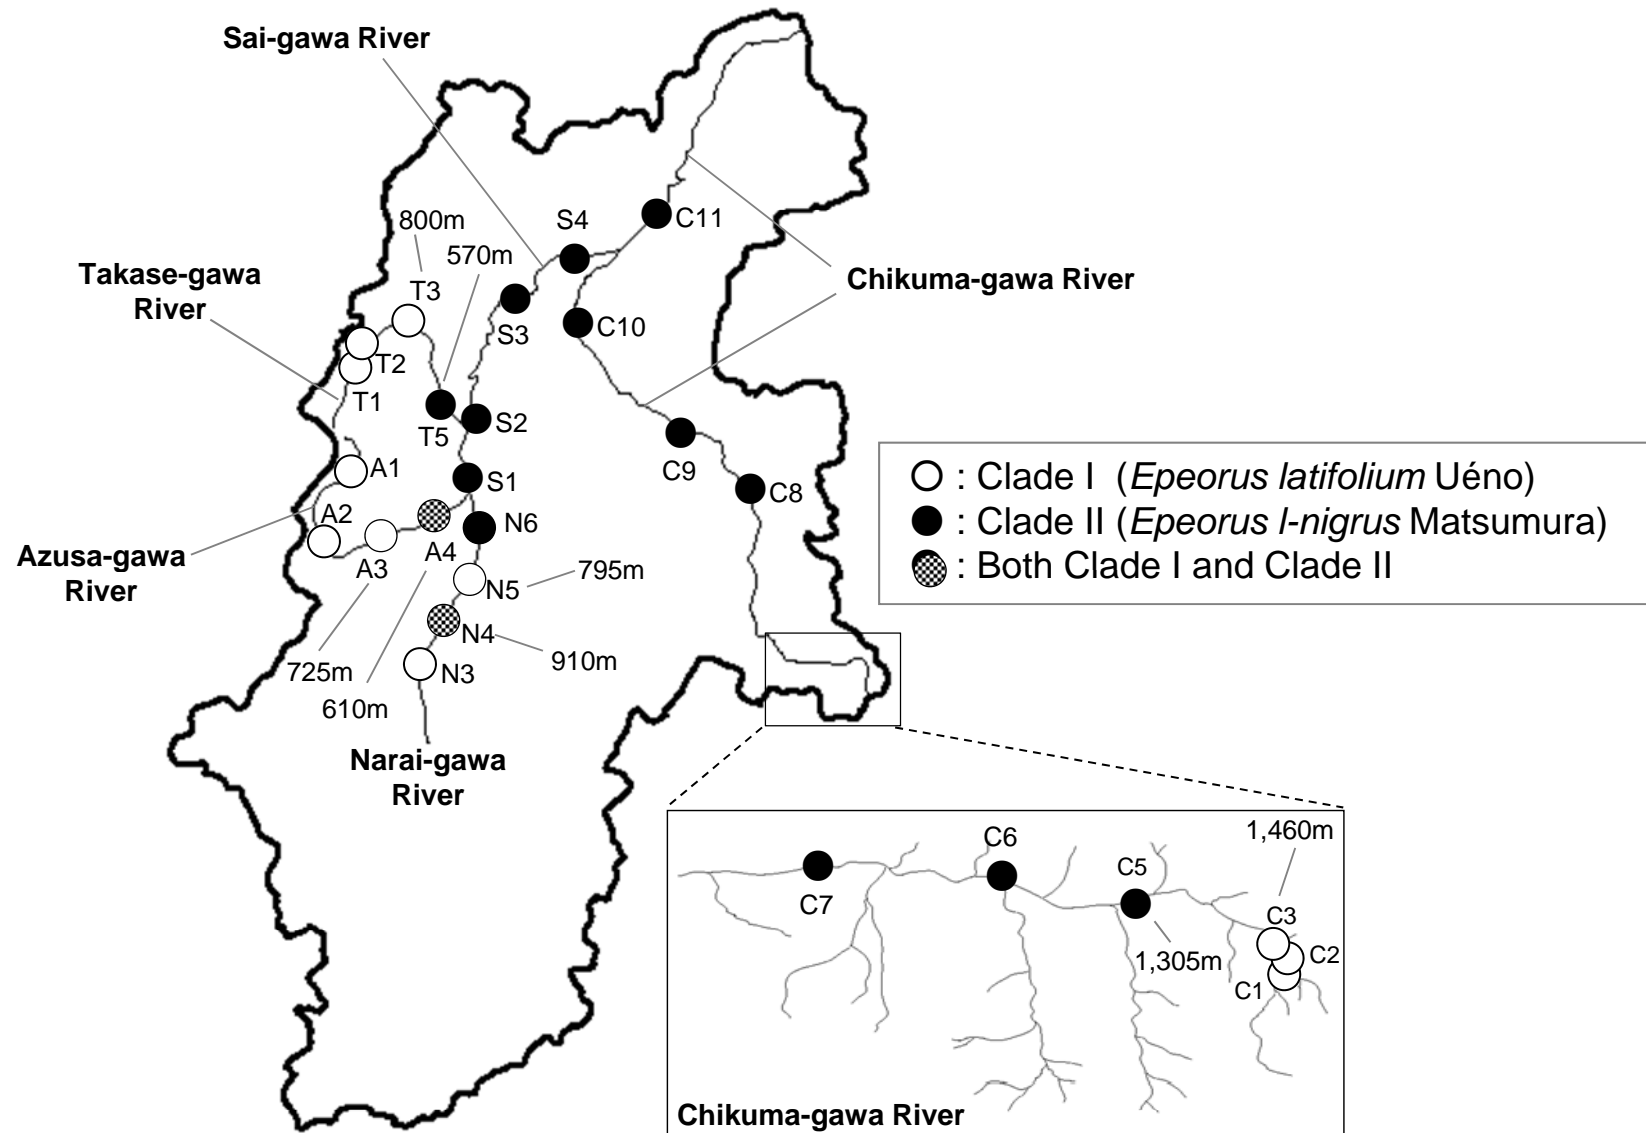 Sai-gawa River
S4
C11
800m
570m
Takase-gawa
River
T3
Chikuma-gawa River
S3
C10
T2
T1
T5
S2
C9
A1
S1
C8
A2
N6
Azusa-gawa
River
A3
A4
795m
N5
N4
910m
725m
N3
610m
Narai-gawa
River
○ : Clade I (Epeorus latifolium Uéno)
● : Clade II (Epeorus l-nigrus Matsumura)
: Both Clade I and Clade II
1,460m
C6
C5
C7
C3
C2
1,305m
C1
Chikuma-gawa River